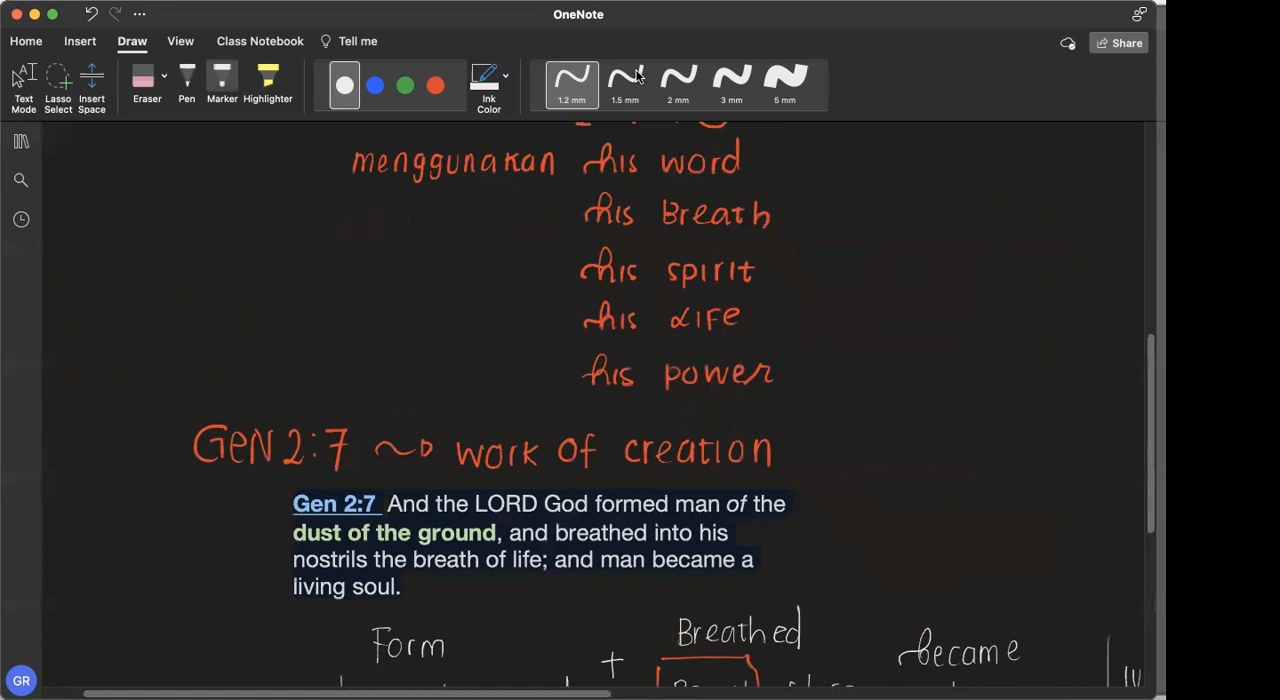 OneNote
Home Insert Draw View Class Notebook Tell me
Share
Text Mode
Lasso Select
Insert Space
Eraser
Pen
Marker
Highlighter
Ink Color
1.2 mm
1.5 mm
2 mm
3 mm
5 mm
menggunakan his word
his Breath
his spirit
his LIFE
his power
GEN 2:7 work of creation
Gen 2:7 And the LORD God formed man of the
dust of the ground, and breathed into his
nostrils the breath of life; and man became a
living soul.
Form + Breathed became
GR